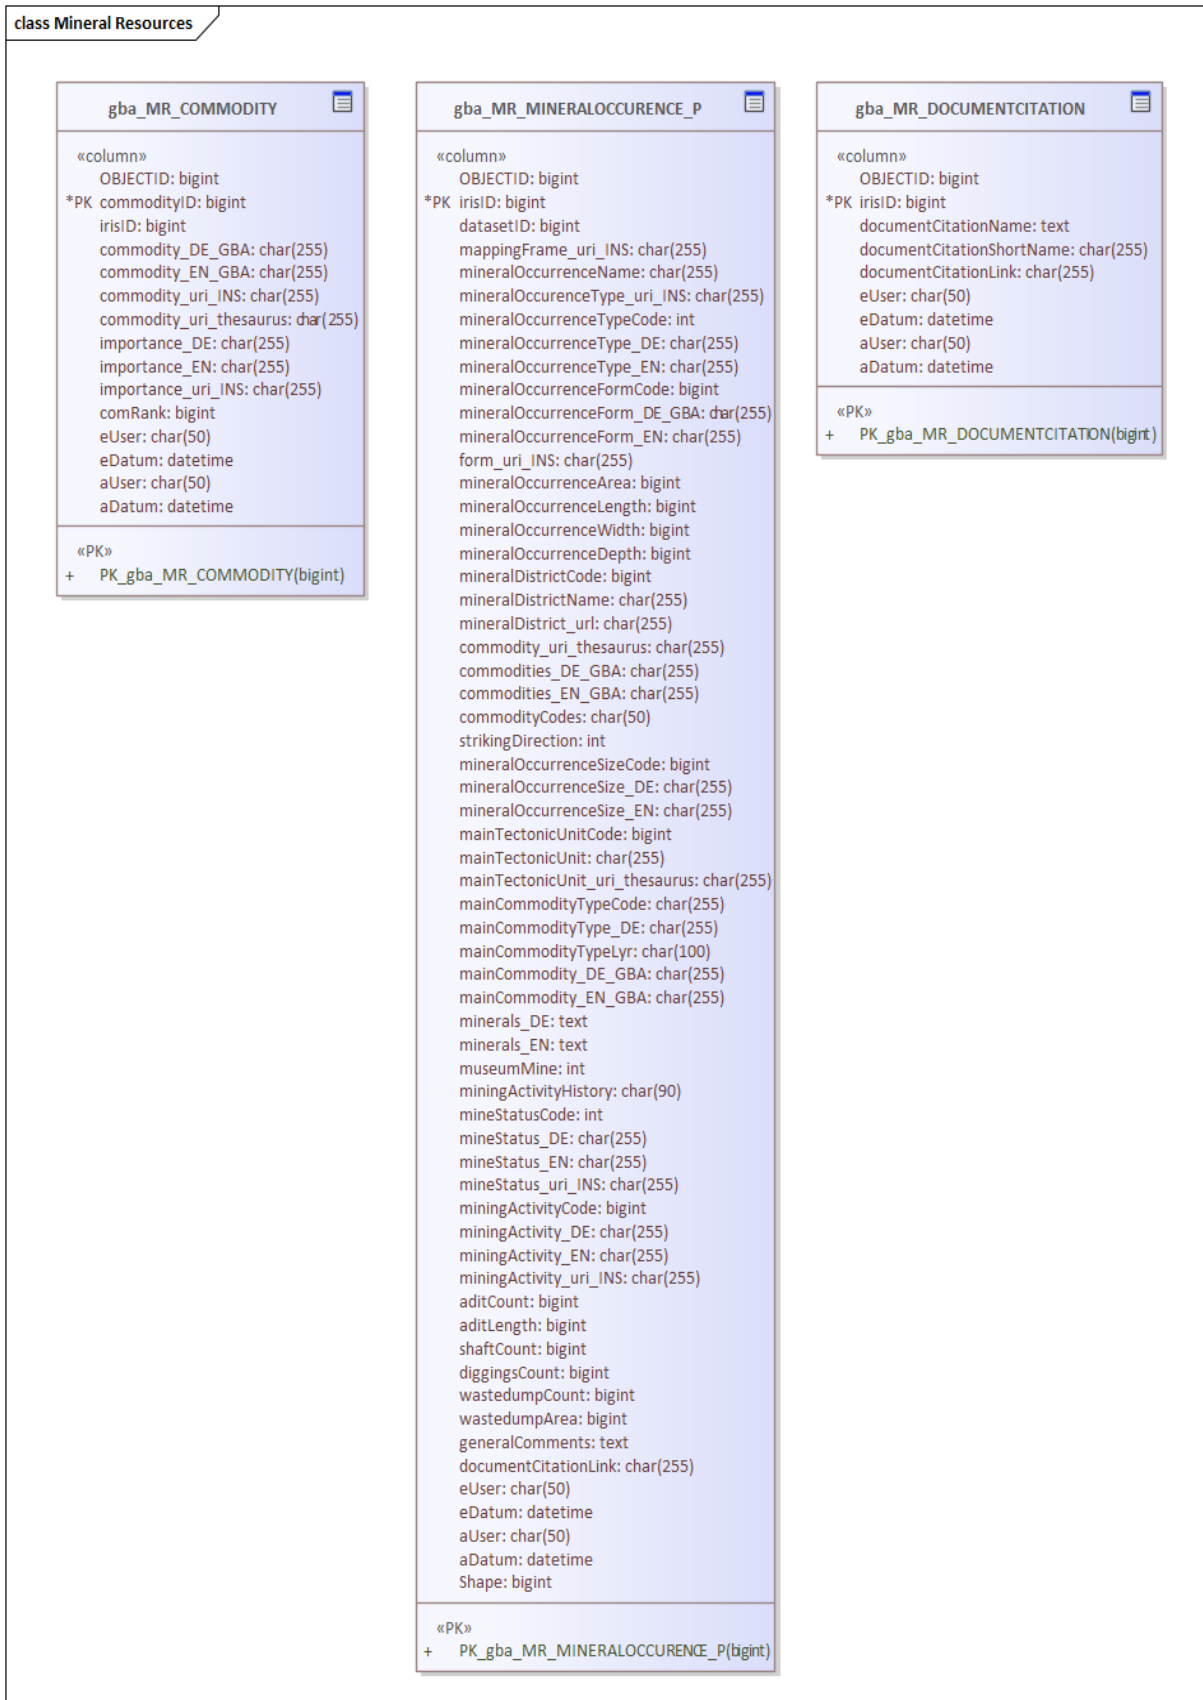 class Mineral Resources
gba_MR_COMMODITY
«column»
OBJECTID: bigint
*PK commodityID: bigint
irisID: bigint
commodity_DE_GBA: char(255)
commodity_EN_GBA: char(255)
commodity_uri_INS: char(255)
commodity_uri_thesaurus: char(255)
importance_DE: char(255)
importance_EN: char(255)
importance_uri_INS: char(255)
comRank: bigint
eUser: char(50)
eDatum: datetime
aUser: char(50)
aDatum: datetime
«PK»
+ PK_gba_MR_COMMODITY(bigint)
gba_MR_MINERALOCCURENCE_P
«column»
OBJECTID: bigint
*PK irisID: bigint
datasetID: bigint
mappingFrame_uri_INS: char(255)
mineralOccurrenceName: char(255)
mineralOccurenceType_uri_INS: char(255)
mineralOccurrenceTypeCode: int
mineralOccurrenceType_DE: char(255)
mineralOccurrenceType_EN: char(255)
mineralOccurrenceFormCode: bigint
mineralOccurrenceForm_DE_GBA: char(255)
mineralOccurrenceForm_EN: char(255)
form_uri_INS: char(255)
mineralOccurrenceArea: bigint
mineralOccurrenceLength: bigint
mineralOccurrenceWidth: bigint
mineralOccurrenceDepth: bigint
mineralDistrictCode: bigint
mineralDistrictName: char(255)
mineralDistrict_url: char(255)
commodity_uri_thesaurus: char(255)
commodities_DE_GBA: char(255)
commodities_EN_GBA: char(255)
commodityCodes: char(50)
strikingDirection: int
mineralOccurrenceSizeCode: bigint
mineralOccurrenceSize_DE: char(255)
mineralOccurrenceSize_EN: char(255)
mainTectonicUnitCode: bigint
mainTectonicUnit: char(255)
mainTectonicUnit_uri_thesaurus: char(255)
mainCommodityTypeCode: char(255)
mainCommodityType_DE: char(255)
mainCommodityTypeLyr: char(100)
mainCommodity_DE_GBA: char(255)
mainCommodity_EN_GBA: char(255)
minerals_DE: text
minerals_EN: text
museumMine: int
miningActivityHistory: char(90)
mineStatusCode: int
mineStatus_DE: char(255)
mineStatus_EN: char(255)
mineStatus_uri_INS: char(255)
miningActivityCode: bigint
miningActivity_DE: char(255)
miningActivity_EN: char(255)
miningActivity_uri_INS: char(255)
aditCount: bigint
aditLength: bigint
shaftCount: bigint
diggingsCount: bigint
wastedumpCount: bigint
wastedumpArea: bigint
generalComments: text
documentCitationLink: char(255)
eUser: char(50)
eDatum: datetime
aUser: char(50)
aDatum: datetime
Shape: bigint
«PK»
+ PK_gba_MR_MINERALOCCURENCE_P(bigint)
gba_MR_DOCUMENTCITATION
«column»
OBJECTID: bigint
*PK irisID: bigint
documentCitationName: text
documentCitationShortName: char(255)
documentCitationLink: char(255)
eUser: char(50)
eDatum: datetime
aUser: char(50)
aDatum: datetime
«PK»
+ PK_gba_MR_DOCUMENTCITATION(bigint)